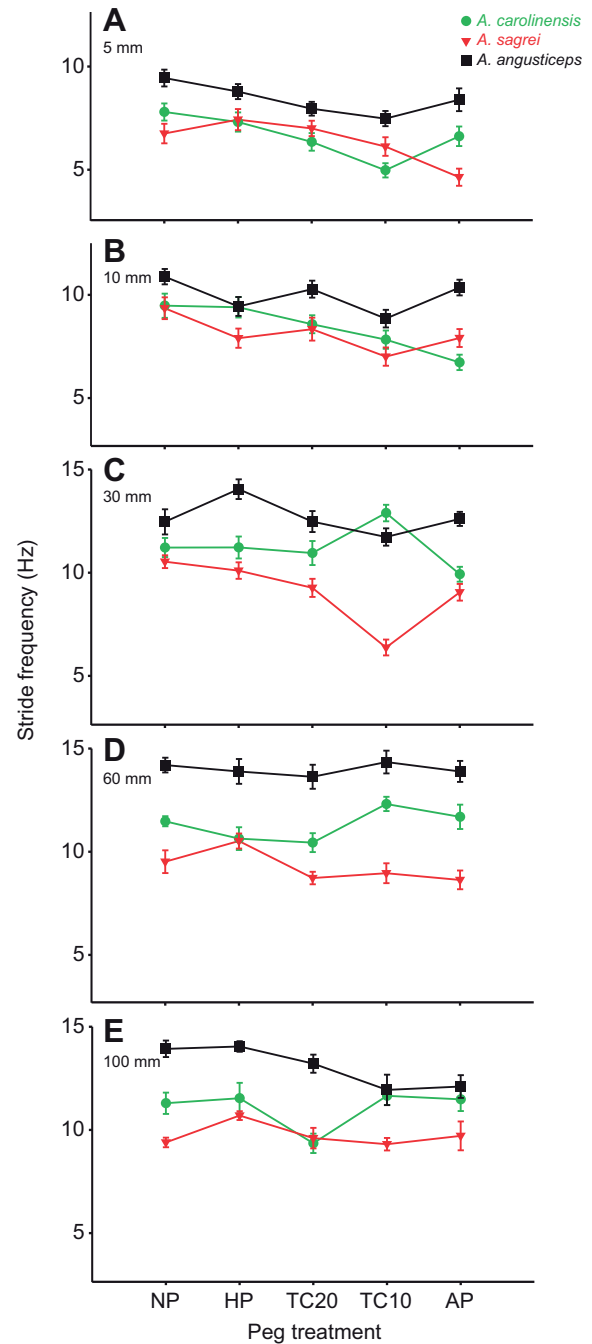 A
5 mm
A. carolinensis
A. sagrei
A. angusticeps
10
5
B
10 mm
10
5
C
30 mm
15
10
5
Stride frequency (Hz)
D
60 mm
15
10
5
E
100 mm
15
10
5
NP HP TC20 TC10 AP
Peg treatment